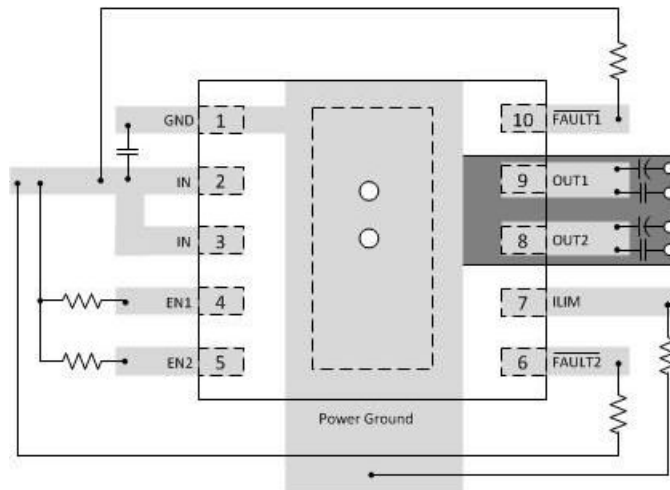 GND 1 10 FAULT1
IN 2 9 OUT1
IN 3 8 OUT2
EN1 4 7 ILIM
EN2 5 6 FAULT2
Power Ground